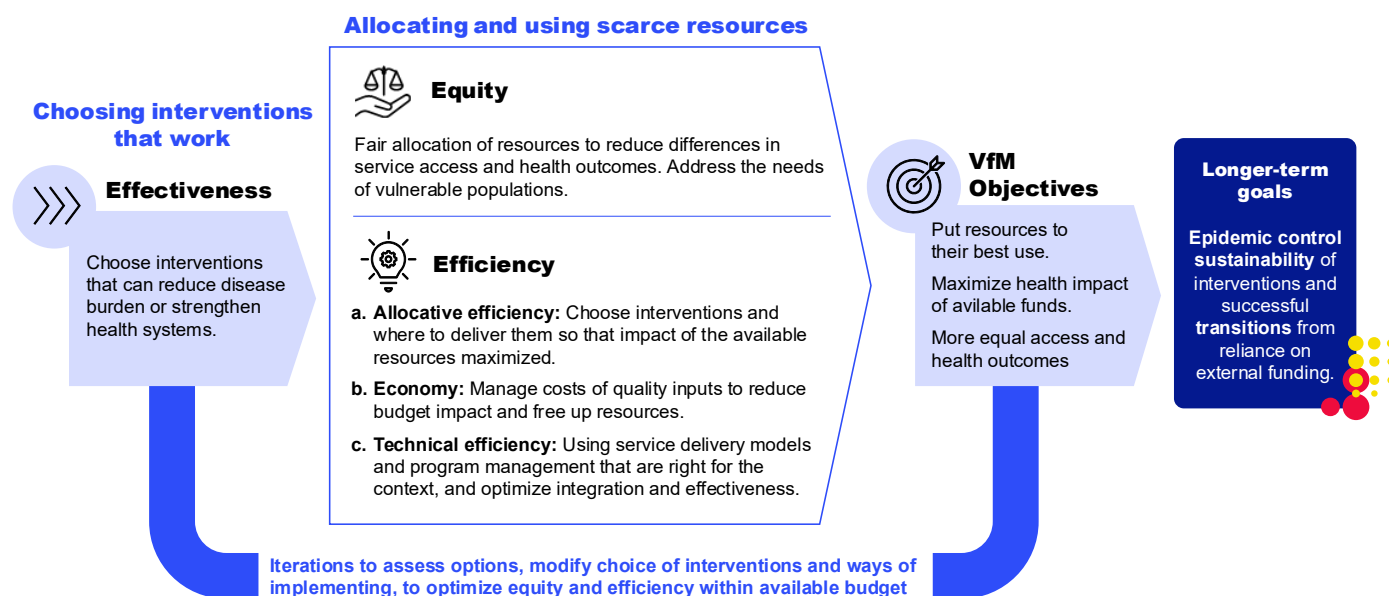 Allocating and using scarce resources
Choosing interventions
that work
Effectiveness
Choose interventions
that can reduce disease
burden or strengthen
health systems.
Equity
Fair allocation of resources to reduce differences in
service access and health outcomes. Address the needs
of vulnerable populations.
Efficiency
a. Allocative efficiency: Choose interventions and
where to deliver them so that impact of the available
resources maximized.
b. Economy: Manage costs of quality inputs to reduce
budget impact and free up resources.
c. Technical efficiency: Using service delivery models
and program management that are right for the
context, and optimize integration and effectiveness.
VfM
Objectives
Put resources to
their best use.
Maximize health impact
of avilable funds.
More equal access and
health outcomes
Longer-term
goals
Epidemic control
sustainability of
interventions and
successful
transitions from
reliance on
external funding.
Iterations to assess options, modify choice of interventions and ways of
implementing, to optimize equity and efficiency within available budget